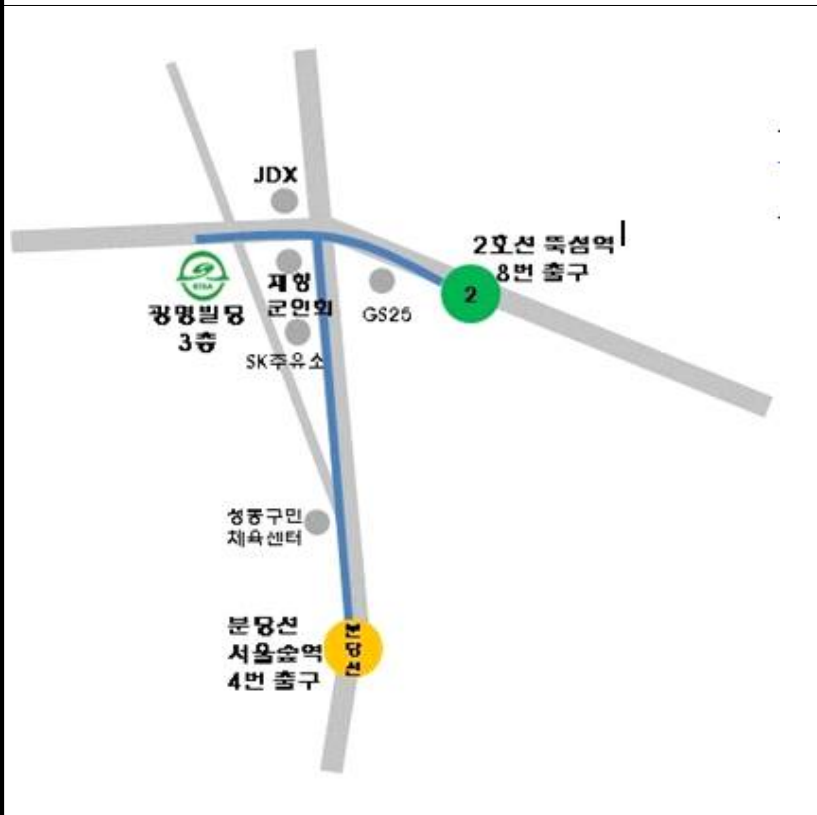 JDX
2호선 뚝섬역
8번 출구
2
재향
군인회
GS25
광명빌딩
3층
SK주유소
성동구민
체육센터
분당선
서울숲역
4번 출구
분당선